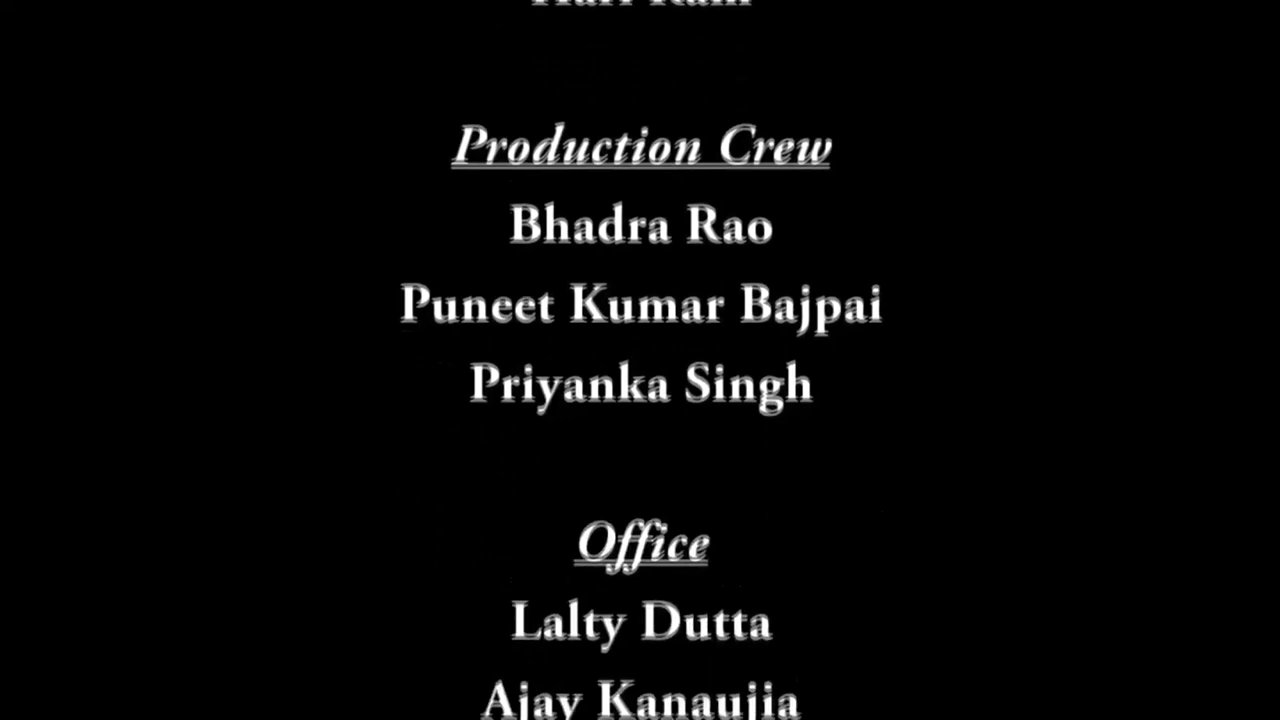 Production Crew
Bhadra Rao
Puneet Kumar Bajpai
Priyanka Singh
Office
Lalty Dutta
Ajay Kanaujia